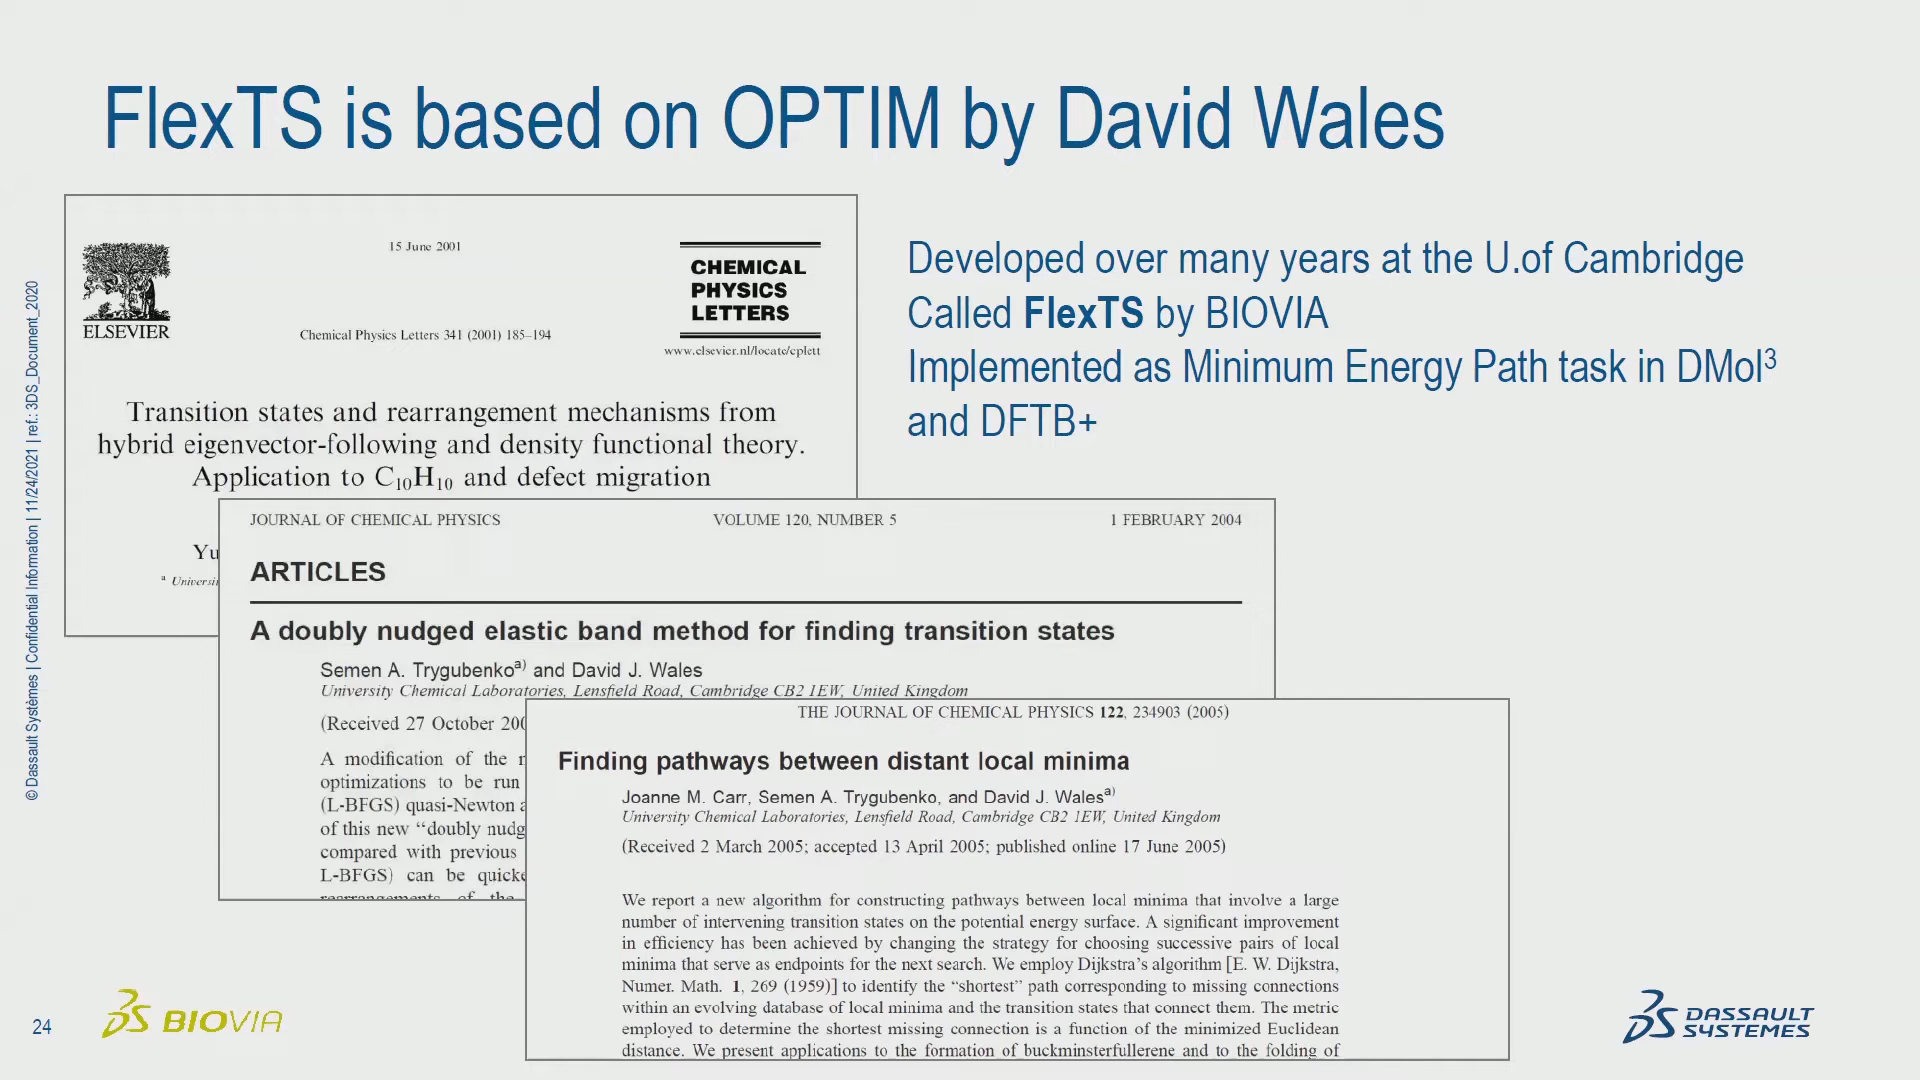 FlexTS is based on OPTIM by David Wales
Developed over many years at the U.of Cambridge
Called FlexTS by BIOVIA
Implemented as Minimum Energy Path task in DMol³
and DFTB+
15 June 2001
ELSEVIER
CHEMICAL
PHYSICS
LETTERS
Chemical Physics Letters 341 (2001) 185–194
www.elsevier.nl/locate/cplett
Transition states and rearrangement mechanisms from
hybrid eigenvector-following and density functional theory.
Application to C₁₀H₁₀ and defect migration
Yu
a Universi
JOURNAL OF CHEMICAL PHYSICS VOLUME 120, NUMBER 5 1 FEBRUARY 2004
ARTICLES
A doubly nudged elastic band method for finding transition states
Semen A. Trygubenko a) and David J. Wales
University Chemical Laboratories, Lensfield Road, Cambridge CB2 1EW, United Kingdom
(Received 27 October 200
A modification of the
optimizations to be run
(L-BFGS) quasi-Newton a
of this new “doubly nudg
compared with previous
L-BFGS) can be quicke
rearrangements of the
THE JOURNAL OF CHEMICAL PHYSICS 122, 234903 (2005)
Finding pathways between distant local minima
Joanne M. Carr, Semen A. Trygubenko, and David J. Wales a)
University Chemical Laboratories, Lensfield Road, Cambridge CB2 1EW, United Kingdom
(Received 2 March 2005; accepted 13 April 2005; published online 17 June 2005)
We report a new algorithm for constructing pathways between local minima that involve a large
number of intervening transition states on the potential energy surface. A significant improvement
in efficiency has been achieved by changing the strategy for choosing successive pairs of local
minima that serve as endpoints for the next search. We employ Dijkstra’s algorithm [E. W. Dijkstra,
Numer. Math. 1, 269 (1959)] to identify the “shortest” path corresponding to missing connections
within an evolving database of local minima and the transition states that connect them. The metric
employed to determine the shortest missing connection is a function of the minimized Euclidean
distance. We present applications to the formation of buckminsterfullerene and to the folding of
© Dassault Systèmes | Confidential Information | 11/24/2021 | ref.: 3DS_Document_2020
24
BIOVIA
DASSAULT
SYSTEMES